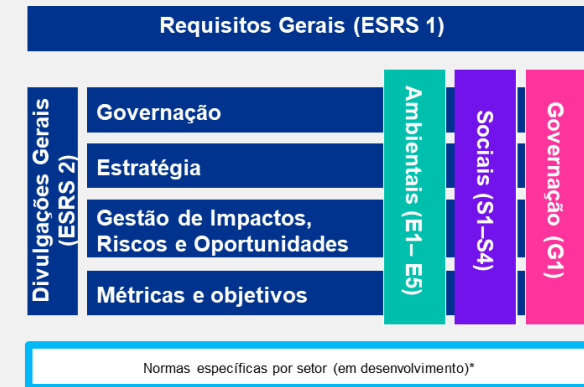 Requisitos Gerais (ESRS 1)
Divulgações Gerais
(ESRS 2)
Governação
Estratégia
Gestão de Impactos,
Riscos e Oportunidades
Métricas e objetivos
Ambientais (E1– E5)
Sociais (S1–S4)
Governação (G1)
Normas específicas por setor (em desenvolvimento)*